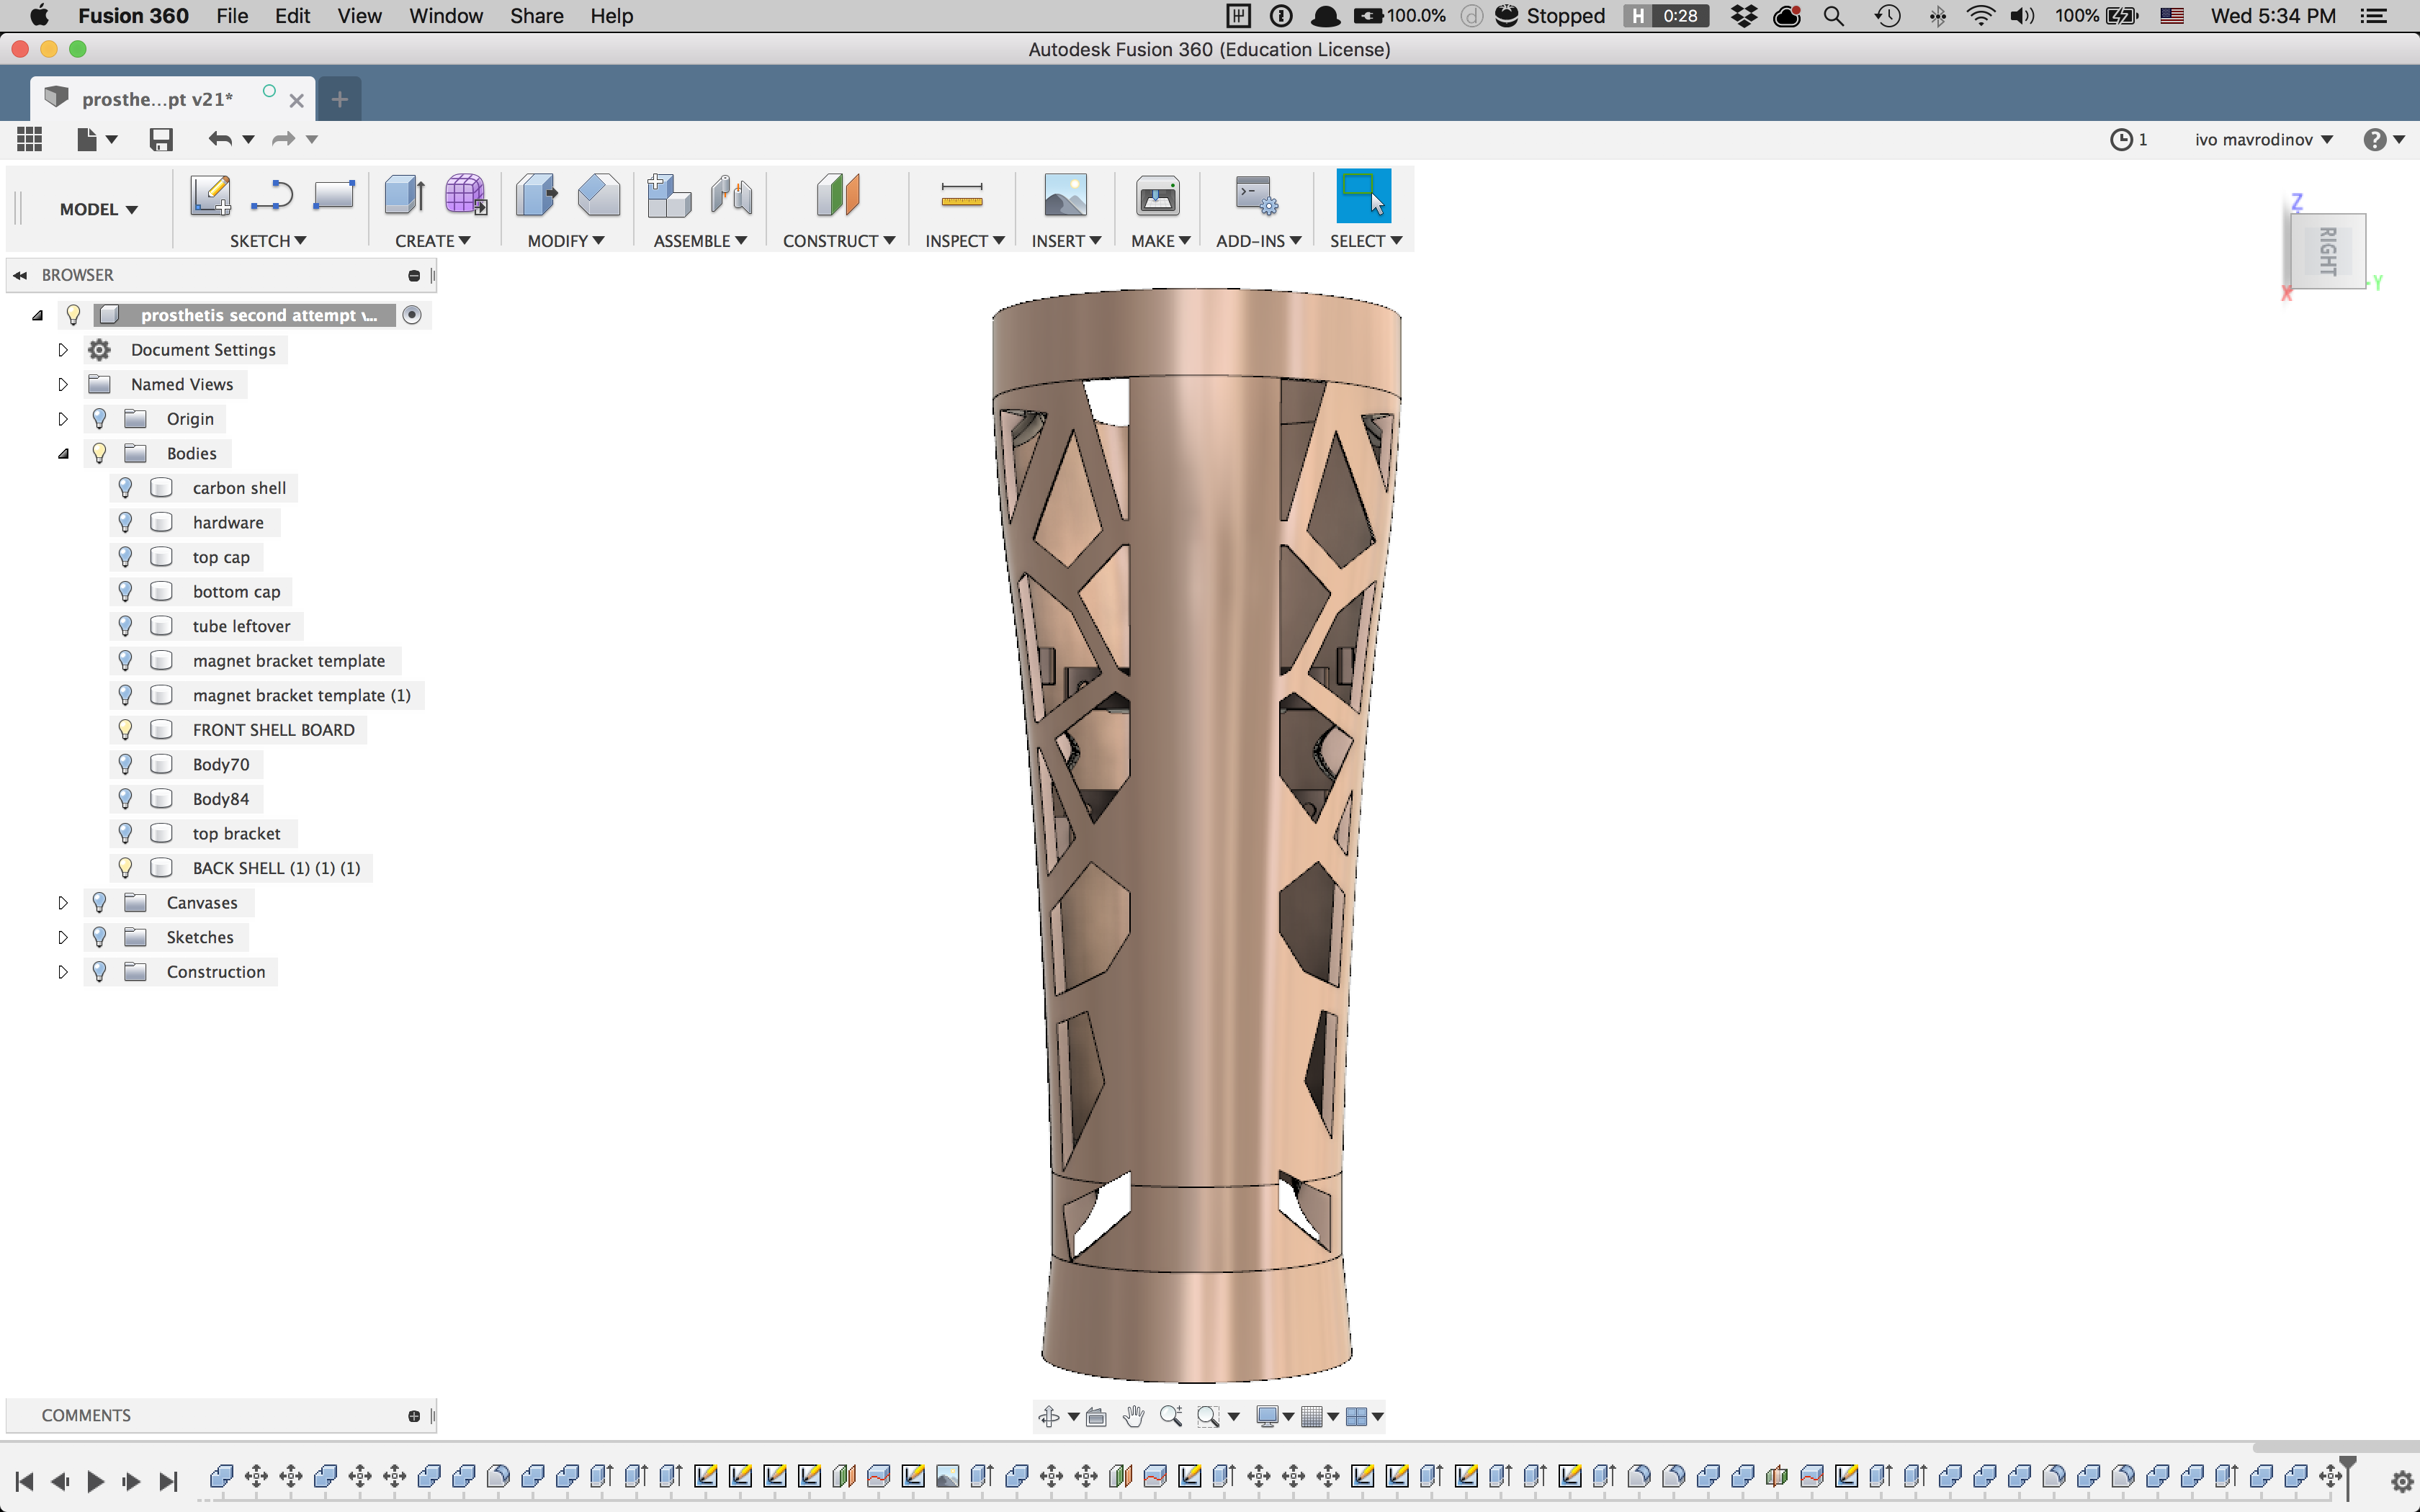 Fusion 360 File Edit View Window Share Help 100.0% Stopped H 0:28 100% Wed 5:34 PM
Autodesk Fusion 360 (Education License)
prosthe...pt v21*
1 ivo mavrodinov ?
MODEL
SKETCH CREATE MODIFY ASSEMBLE CONSTRUCT INSPECT INSERT MAKE ADD-INS SELECT
Z
RIGHT
Y
X
BROWSER
prosthetis second attempt v...
Document Settings
Named Views
Origin
Bodies
carbon shell
hardware
top cap
bottom cap
tube leftover
magnet bracket template
magnet bracket template (1)
FRONT SHELL BOARD
Body70
Body84
top bracket
BACK SHELL (1) (1) (1)
Canvases
Sketches
Construction
COMMENTS